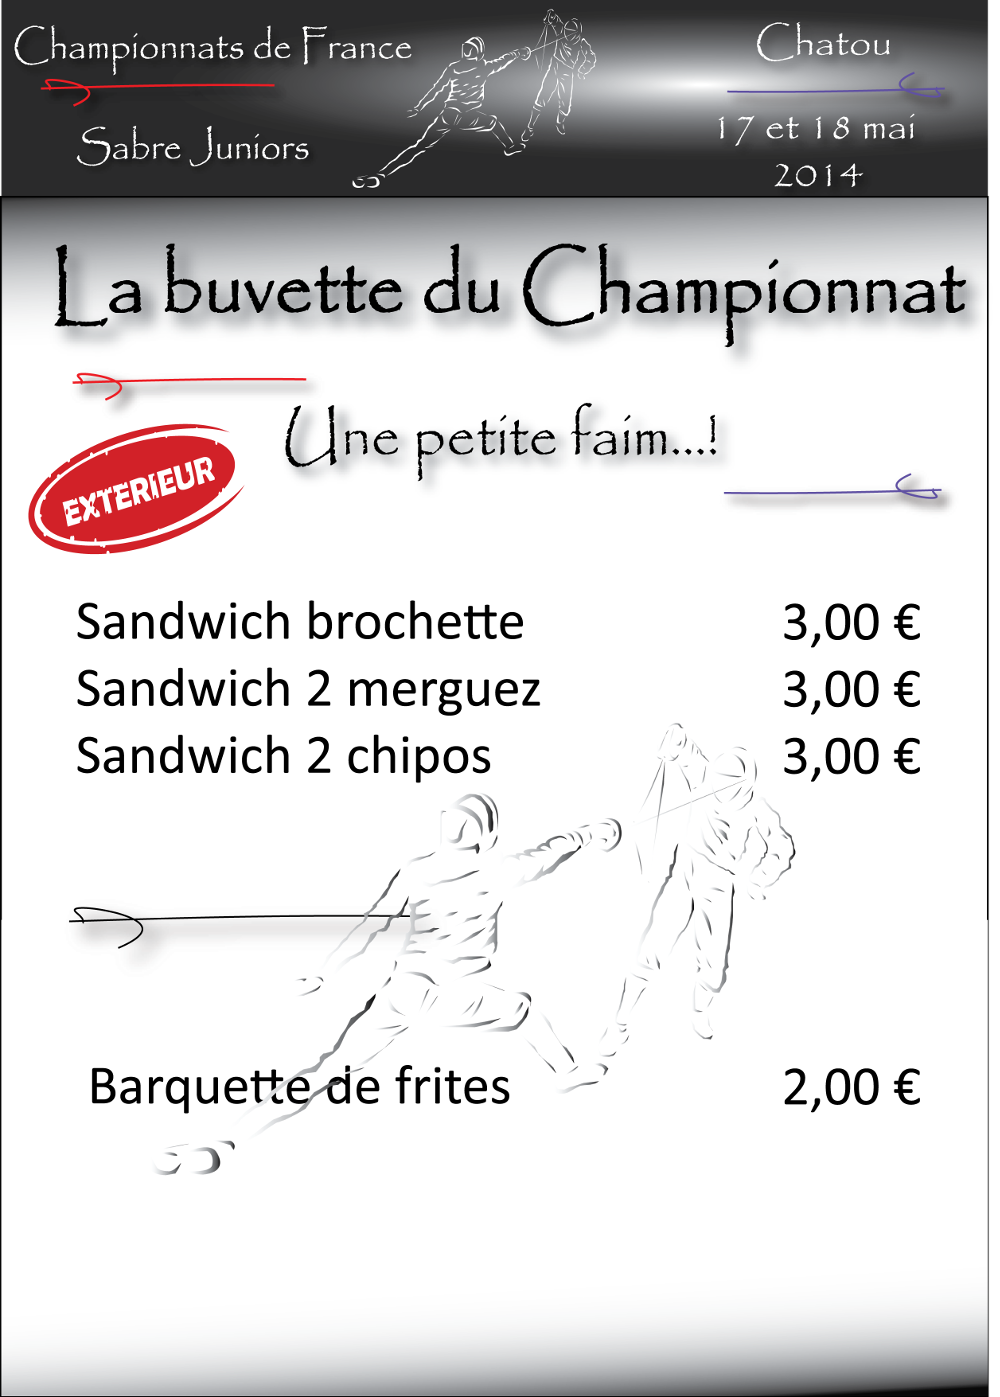 Championnats de France
Chatou
Sabre Juniors
17 et 18 mai
2014
La buvette du Championnat
Une petite faim...!
EXTERIEUR
Sandwich brochette 3,00 €
Sandwich 2 merguez 3,00 €
Sandwich 2 chipos 3,00 €
Barquette de frites 2,00 €